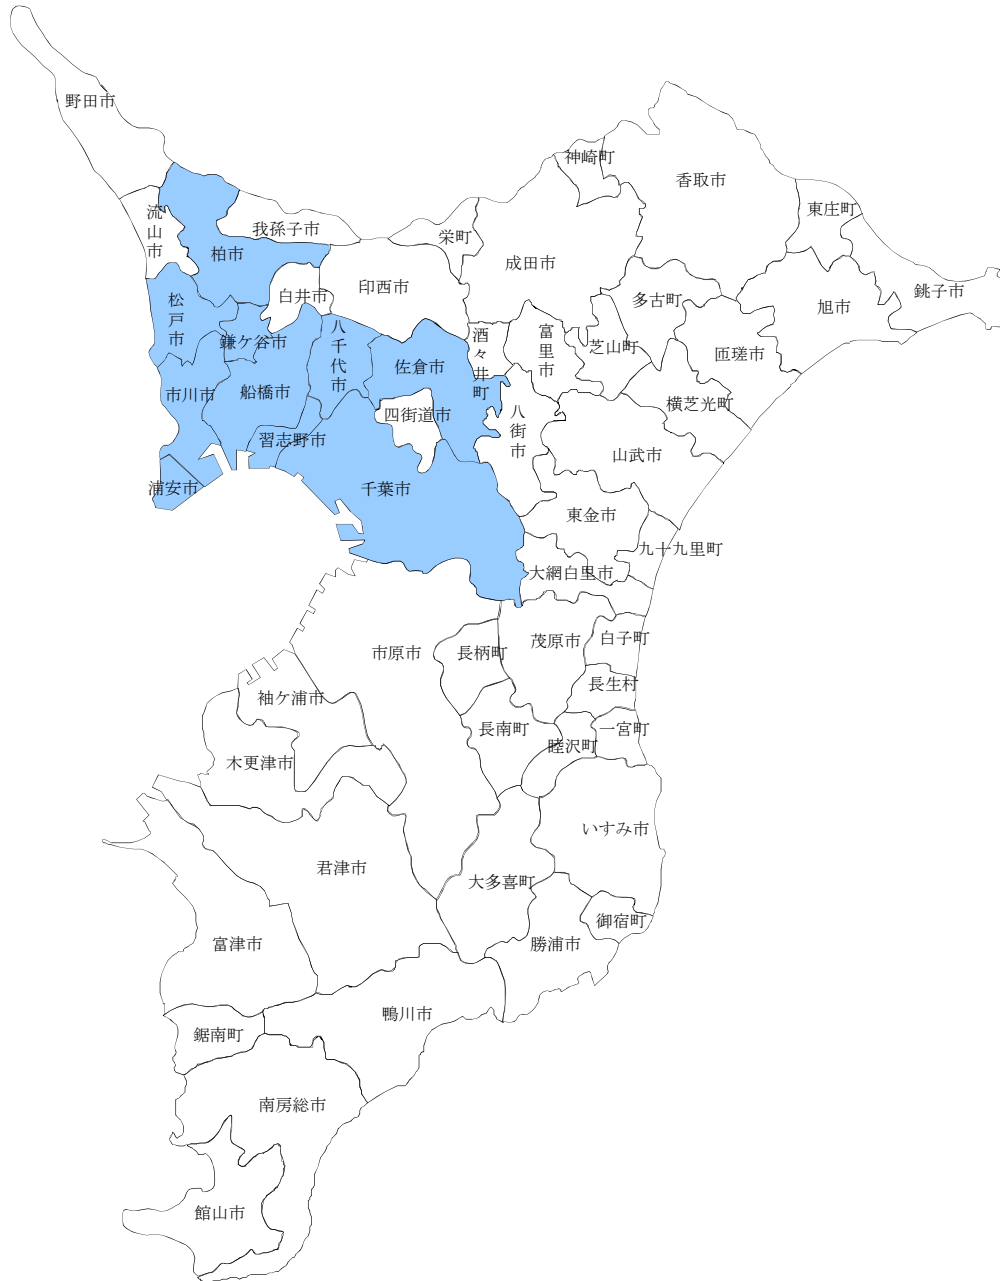 野田市
神崎町
香取市
流山市
我孫子市
栄町
東庄町
柏市
成田市
白井市
印西市
多古町
旭市
銚子市
松戸市
鎌ケ谷市
八千代市
佐倉市
酒々井町
富里市
芝山町
匝瑳市
市川市
船橋市
四街道市
八街市
横芝光町
習志野市
山武市
浦安市
千葉市
東金市
九十九里町
大網白里市
市原市
長柄町
茂原市
白子町
長生村
袖ケ浦市
長南町
睦沢町
一宮町
木更津市
いすみ市
君津市
大多喜町
富津市
勝浦市
御宿町
鴨川市
鋸南町
南房総市
館山市